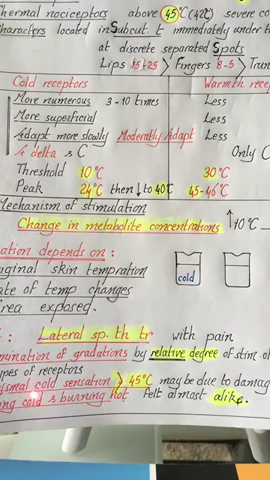 Thermal nociceptors above 45°C (42°C) severe co
Characters located in Subcut t immediately under t
at discrete separated Spots
Lips 15-25 > Fingers 3-5 > Trun
Cold receptors Warmth rece
More numerous 3-10 times Less
More superficial Less
Adapt more slowly Moderatly Adapt Less
A delta s C Only C
Threshold 10°C 30°C
Peak 24°C then ↓ to 40°C 45-46°C
Mechanism of stimulation
Change in metabolite concentrations ↑10°C
ation depends on :
iginal skin tempration cold
ate of temp changes
rea exposed.
: Lateral sp. th tr with pain
mination of gradations by relative degree of stim. of
ypes of receptors
smal cold sensation > 45°C may be due to damag
ing cold s burning hot felt almost alike.